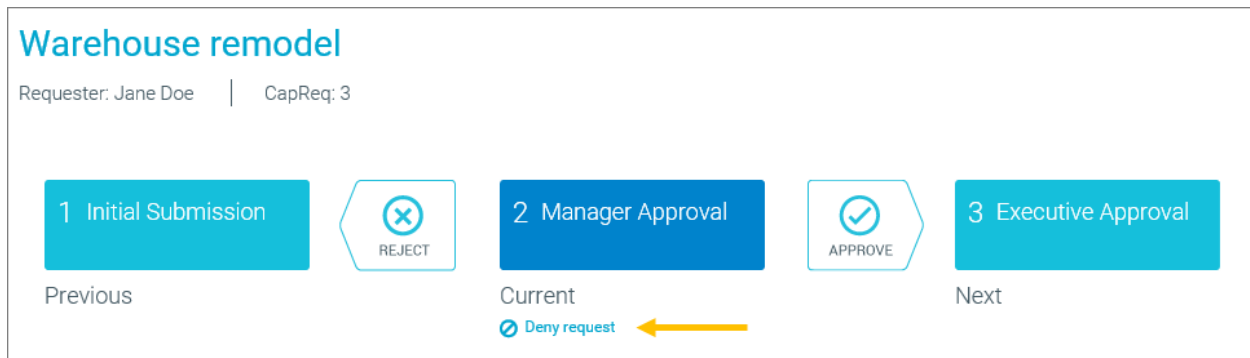 Warehouse remodel
Requester: Jane Doe | CapReq: 3
1 Initial Submission
REJECT
2 Manager Approval
APPROVE
3 Executive Approval
Previous
Current
Next
Deny request